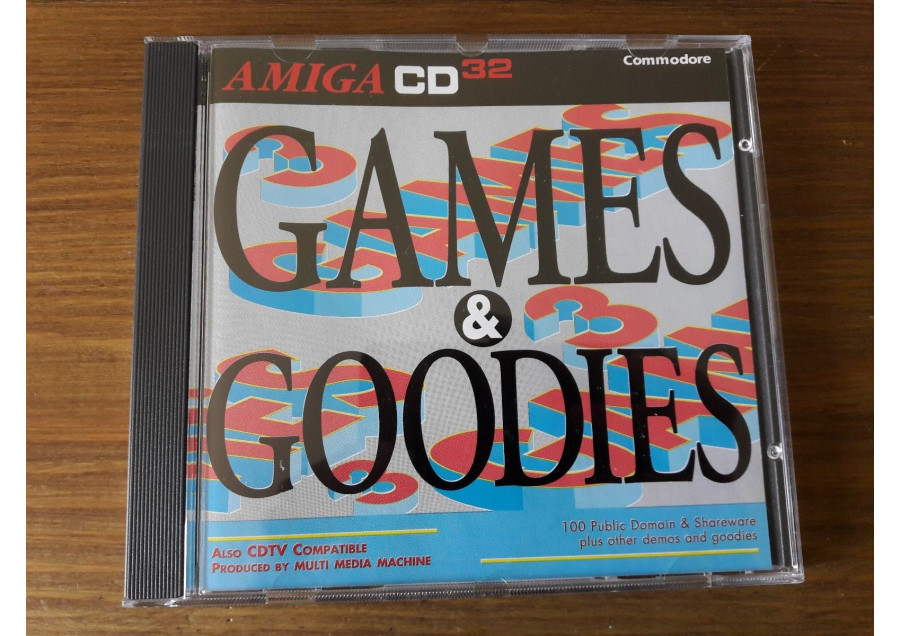 AMIGA CD32
Commodore
GAMES
&
GOODIES
ALSO CDTV COMPATIBLE
PRODUCED BY MULTI MEDIA MACHINE
100 Public Domain & Shareware
plus other demos and goodies